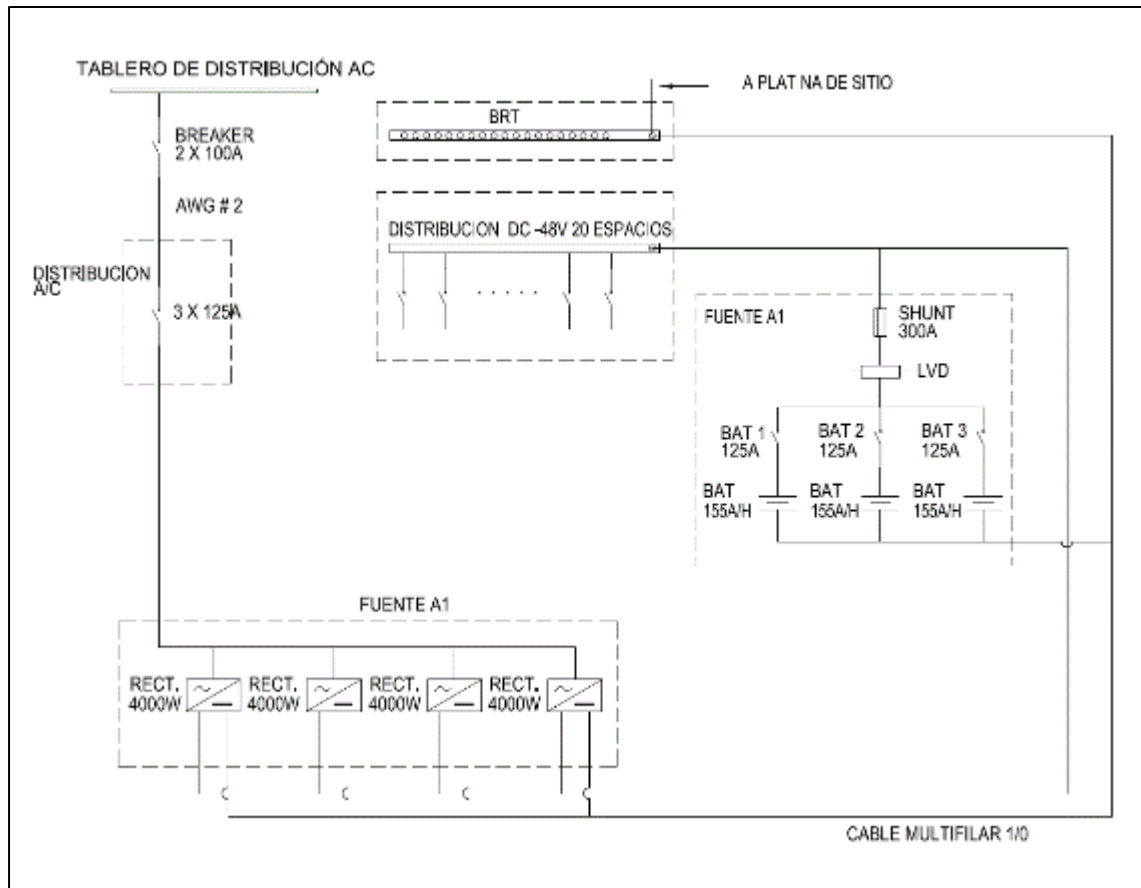 TABLERO DE DISTRIBUCIÓN AC
BREAKER
2 X 100A
AWG # 2
DISTRIBUCION
A/C
3 X 125A
A PLAT NA DE SITIO
BRT
DISTRIBUCION DC -48V 20 ESPACIOS
FUENTE A1
SHUNT
300A
LVD
BAT 1
125A
BAT 2
125A
BAT 3
125A
BAT
155A/H
BAT
155A/H
BAT
155A/H
FUENTE A1
RECT.
4000W
RECT.
4000W
RECT.
4000W
RECT.
4000W
CABLE MULTIFILAR 1/0